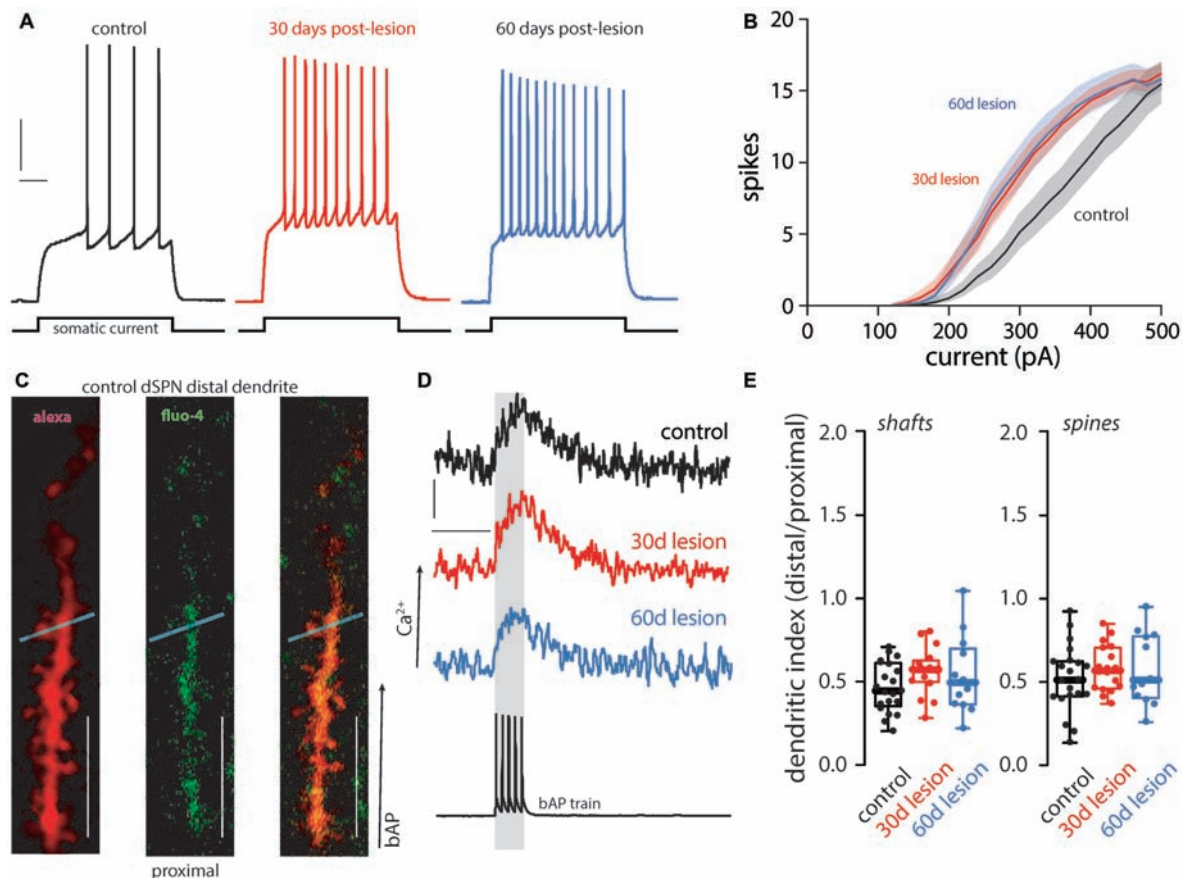 A
control
30 days post-lesion
60 days post-lesion
somatic current
B
spikes
20
15
10
5
0
60d lesion
30d lesion
control
0
100
200
300
400
500
current (pA)
C
control dSPN distal dendrite
alexa
fluo-4
proximal
bAP
D
control
30d lesion
60d lesion
Ca2+
bAP train
E
dendritic index (distal/proximal)
shafts
2.0
1.5
1.0
0.5
0.0
control
30d lesion
60d lesion
spines
2.0
1.5
1.0
0.5
0.0
control
30d lesion
60d lesion